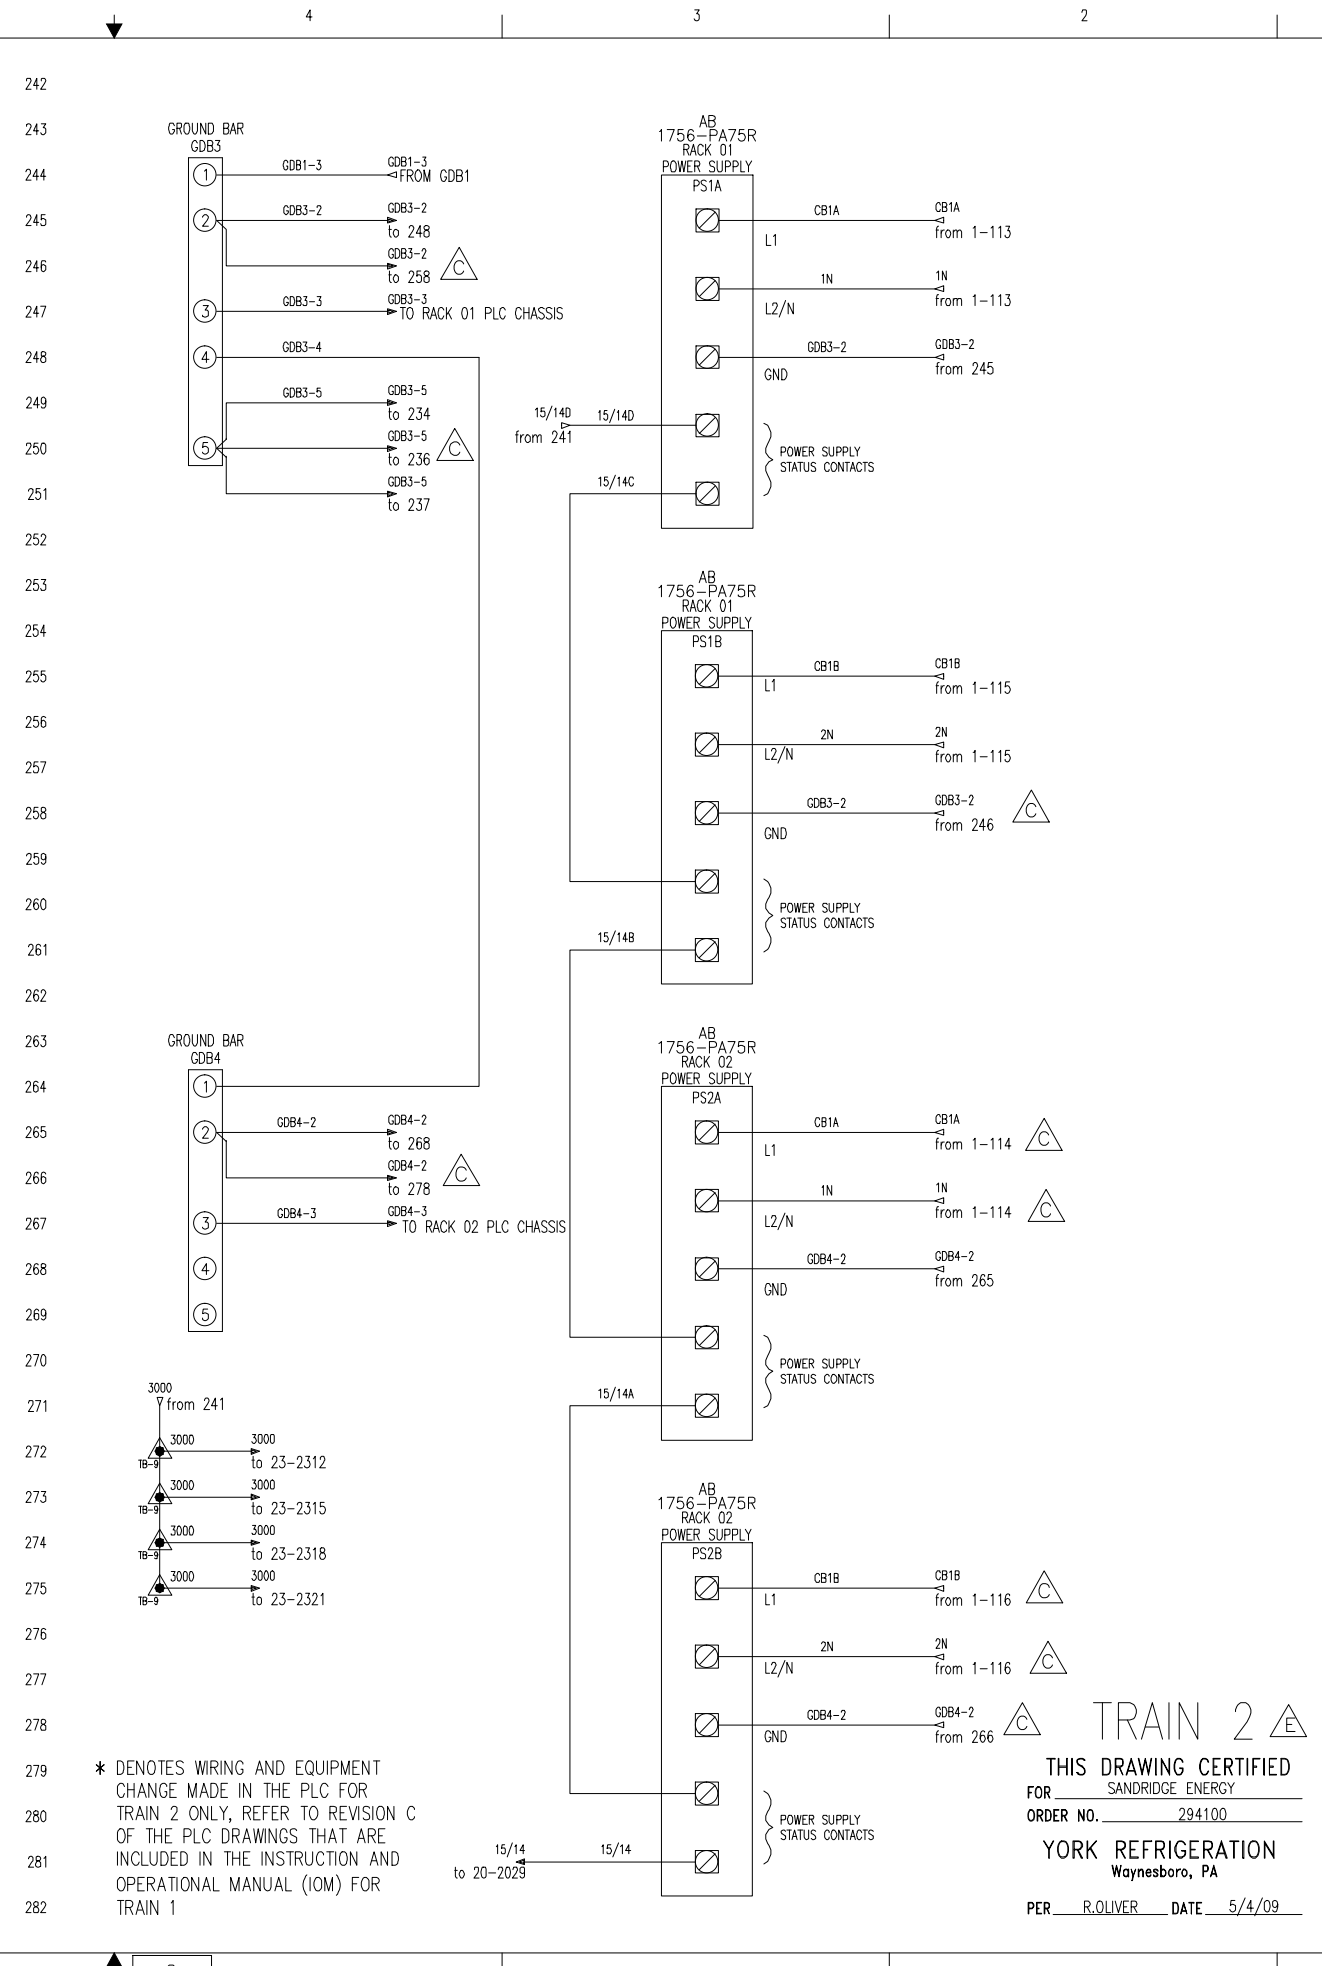 4
3
2
242
243
244
245
246
247
248
249
250
251
252
253
254
255
256
257
258
259
260
261
262
263
264
265
266
267
268
269
270
271
272
273
274
275
276
277
278
279
280
281
282
GROUND BAR
GDB3
1
GDB1-3
GDB1-3
FROM GDB1
2
GDB3-2
GDB3-2
to 248
GDB3-2
to 258
C
3
GDB3-3
GDB3-3
TO RACK 01 PLC CHASSIS
4
GDB3-4
GDB3-5
GDB3-5
to 234
5
GDB3-5
to 236
C
GDB3-5
to 237
GROUND BAR
GDB4
1
2
GDB4-2
GDB4-2
to 268
GDB4-2
to 278
C
3
GDB4-3
GDB4-3
TO RACK 02 PLC CHASSIS
4
5
3000
from 241
3000
3000
TB-9
to 23-2312
3000
3000
TB-9
to 23-2315
3000
3000
TB-9
to 23-2318
3000
3000
TB-9
to 23-2321
* DENOTES WIRING AND EQUIPMENT
CHANGE MADE IN THE PLC FOR
TRAIN 2 ONLY, REFER TO REVISION C
OF THE PLC DRAWINGS THAT ARE
INCLUDED IN THE INSTRUCTION AND
OPERATIONAL MANUAL (IOM) FOR
TRAIN 1
AB
1756-PA75R
RACK 01
POWER SUPPLY
PS1A
CB1A
CB1A
L1
from 1-113
1N
1N
L2/N
from 1-113
GDB3-2
GDB3-2
GND
from 245
15/14D
15/14D
from 241
POWER SUPPLY
STATUS CONTACTS
15/14C
AB
1756-PA75R
RACK 01
POWER SUPPLY
PS1B
CB1B
CB1B
L1
from 1-115
2N
2N
L2/N
from 1-115
GDB3-2
GDB3-2
GND
from 246
C
POWER SUPPLY
STATUS CONTACTS
15/14B
AB
1756-PA75R
RACK 02
POWER SUPPLY
PS2A
CB1A
CB1A
L1
from 1-114
C
1N
1N
L2/N
from 1-114
C
GDB4-2
GDB4-2
GND
from 265
POWER SUPPLY
STATUS CONTACTS
15/14A
AB
1756-PA75R
RACK 02
POWER SUPPLY
PS2B
CB1B
CB1B
L1
from 1-116
C
2N
2N
L2/N
from 1-116
C
GDB4-2
GDB4-2
GND
from 266
C
POWER SUPPLY
STATUS CONTACTS
15/14
15/14
to 20-2029
TRAIN 2
E
THIS DRAWING CERTIFIED
FOR SANDRIDGE ENERGY
ORDER NO. 294100
YORK REFRIGERATION
Waynesboro, PA
PER R.OLIVER DATE 5/4/09